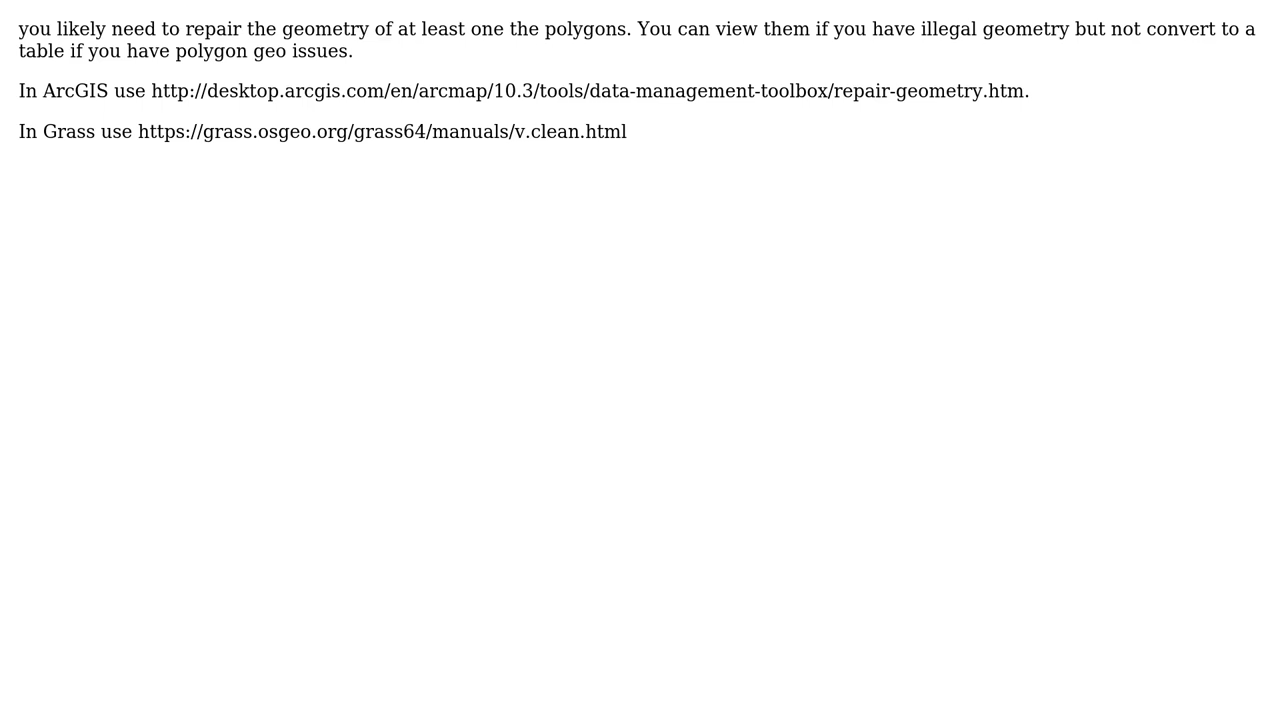 you likely need to repair the geometry of at least one the polygons. You can view them if you have illegal geometry but not convert to a
table if you have polygon geo issues.
In ArcGIS use http://desktop.arcgis.com/en/arcmap/10.3/tools/data-management-toolbox/repair-geometry.htm.
In Grass use https://grass.osgeo.org/grass64/manuals/v.clean.html